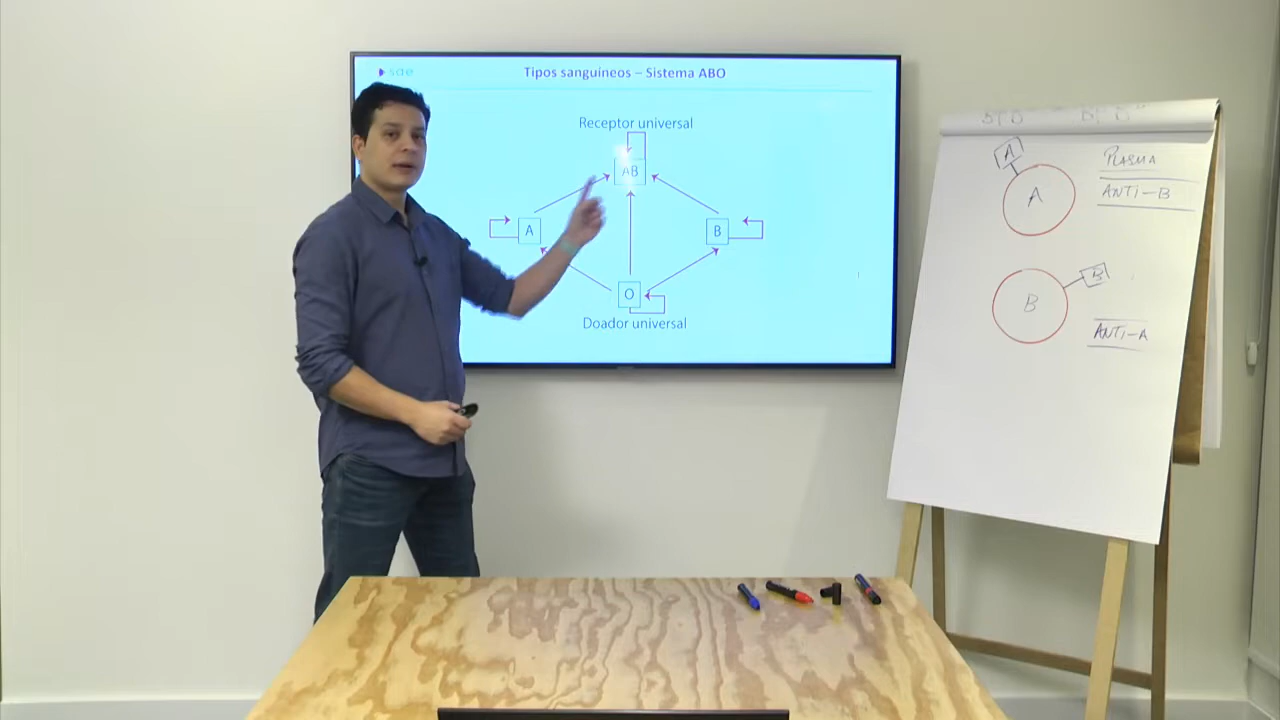 sae
Tipos sanguíneos – Sistema ABO
Receptor universal
AB
A
B
O
Doador universal
A
A
PLASMA
ANTI-B
B
B
ANTI-A